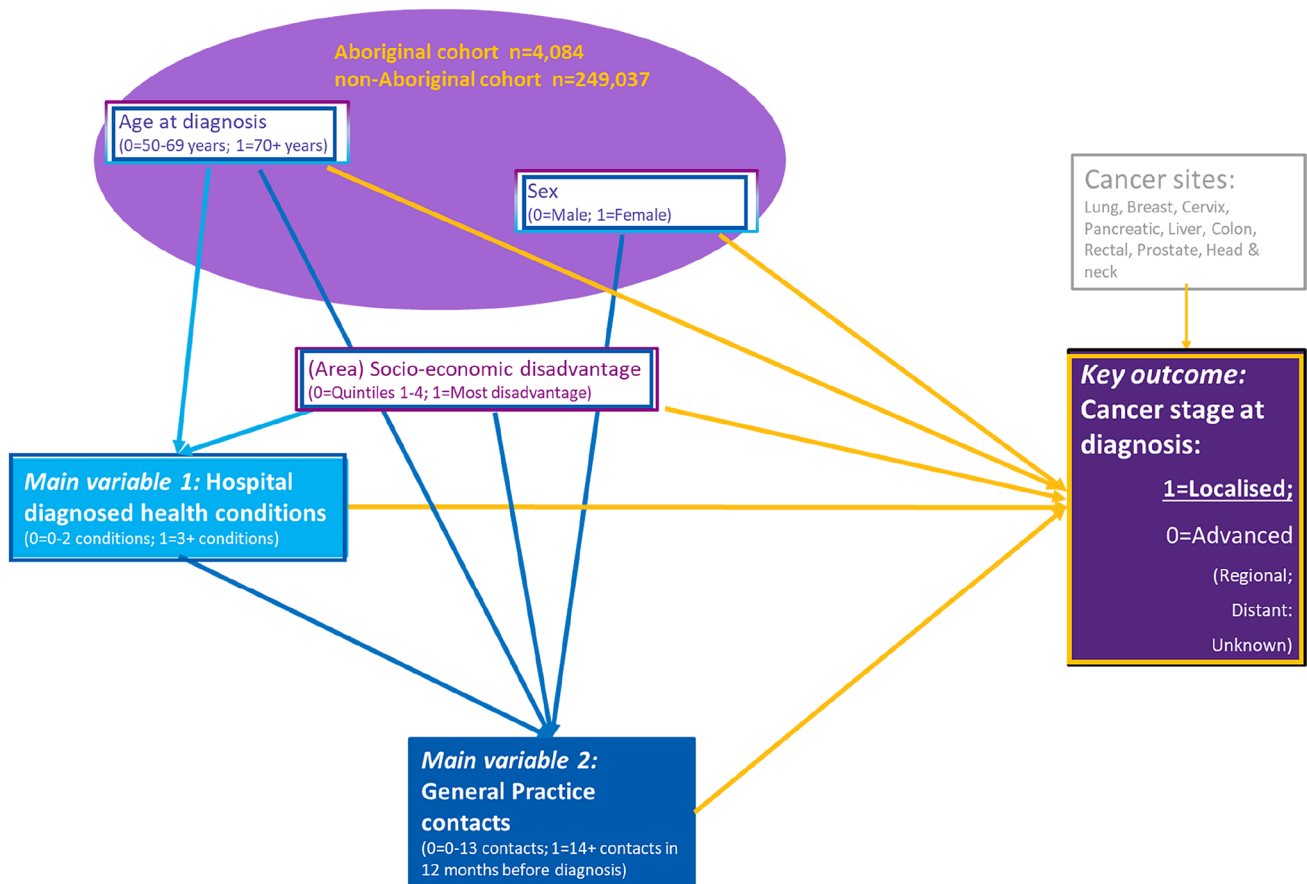 Aboriginal cohort n=4,084
non-Aboriginal cohort n=249,037
Age at diagnosis
(0=50-69 years; 1=70+ years)
Sex
(0=Male; 1=Female)
Cancer sites:
Lung, Breast, Cervix,
Pancreatic, Liver, Colon,
Rectal, Prostate, Head &
neck
(Area) Socio-economic disadvantage
(0=Quintiles 1-4; 1=Most disadvantage)
Key outcome:
Cancer stage at
diagnosis:
1=Localised;
0=Advanced
(Regional;
Distant:
Unknown)
Main variable 1: Hospital
diagnosed health conditions
(0=0-2 conditions; 1=3+ conditions)
Main variable 2:
General Practice
contacts
(0=0-13 contacts; 1=14+ contacts in
12 months before diagnosis)